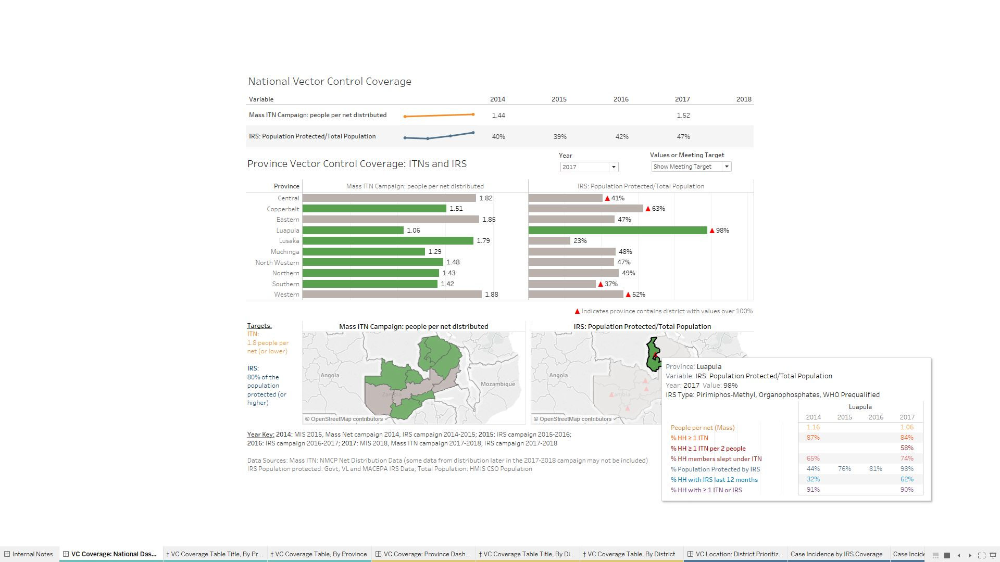 National Vector Control Coverage
Variable 2014 2015 2016 2017 2018
Mass ITN Campaign: people per net distributed 1.44 1.52
IRS: Population Protected/Total Population 40% 39% 42% 47%
Province Vector Control Coverage: ITNs and IRS
Year
2017
Values or Meeting Target
Show Meeting Target
Province Mass ITN Campaign: people per net distributed IRS: Population Protected/Total Population
Central 1.82 41%
Copperbelt 1.51 63%
Eastern 1.85 47%
Luapula 1.06 98%
Lusaka 1.79 23%
Muchinga 1.29 48%
North Western 1.48 47%
Northern 1.43 49%
Southern 1.42 37%
Western 1.88 52%
Indicates province contains district with values over 100%
Targets:
ITN:
1.8 people per
net (or lower)
IRS:
80% of the
population
protected (or
higher)
Mass ITN Campaign: people per net distributed
Angola
Mozambique
Zambia
© OpenStreetMap contributors
IRS: Population Protected/Total Population
Angola
Zambia
© OpenStreetMap contributors
Province: Luapula
Variable: IRS: Population Protected/Total Population
Year: 2017 Value: 98%
IRS Type: Pirimiphos-Methyl, Organophosphates, WHO Prequalified
Luapula
2014 2015 2016 2017
People per net (Mass) 1.16 1.06
% HH ≥ 1 ITN 87% 84%
% HH ≥ 1 ITN per 2 people 58%
% HH members slept under ITN 65% 74%
% Population Protected by IRS 44% 76% 81% 98%
% HH with IRS last 12 months 32% 62%
% HH with ≥ 1 ITN or IRS 91% 90%
Year Key: 2014: MIS 2015, Mass Net campaign 2014, IRS campaign 2014-2015; 2015: IRS campaign 2015-2016;
2016: IRS campaign 2016-2017; 2017: MIS 2018, Mass ITN campaign 2017-2018, IRS campaign 2017-2018
Data Sources: Mass ITN: NMCP Net Distribution Data (some data from distribution later in the 2017-2018 campaign may not be included)
IRS Population protected: Govt, VL and MACEPA IRS Data; Total Population: HMIS CSO Population
Internal Notes
VC Coverage: National Das...
‡ VC Coverage Table Title, By Pr...
‡ VC Coverage Table, By Province
VC Coverage: Province Dash...
‡ VC Coverage Table Title, By Di...
‡ VC Coverage Table, By District
VC Location: District Prioritiz...
Case Incidence by IRS Coverage
Case Incide